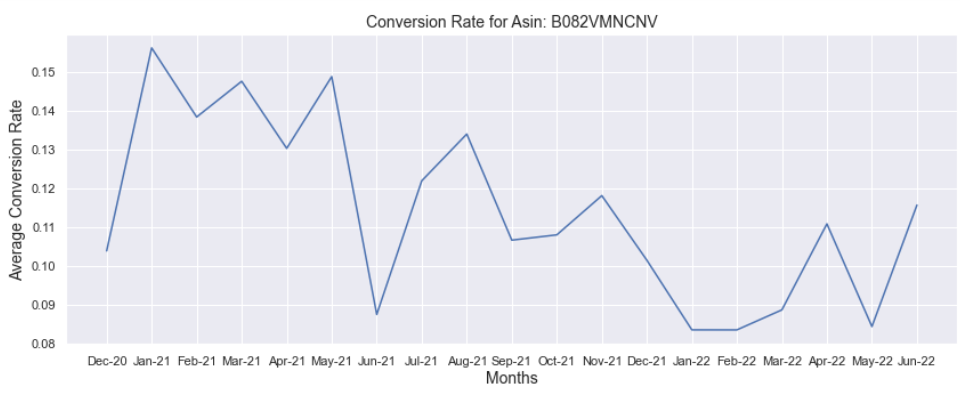 Conversion Rate for Asin: B082VMNCNV
Average Conversion Rate
0.15
0.14
0.13
0.12
0.11
0.10
0.09
0.08
Dec-20 Jan-21 Feb-21 Mar-21 Apr-21 May-21 Jun-21 Jul-21 Aug-21 Sep-21 Oct-21 Nov-21 Dec-21 Jan-22 Feb-22 Mar-22 Apr-22 May-22 Jun-22
Months